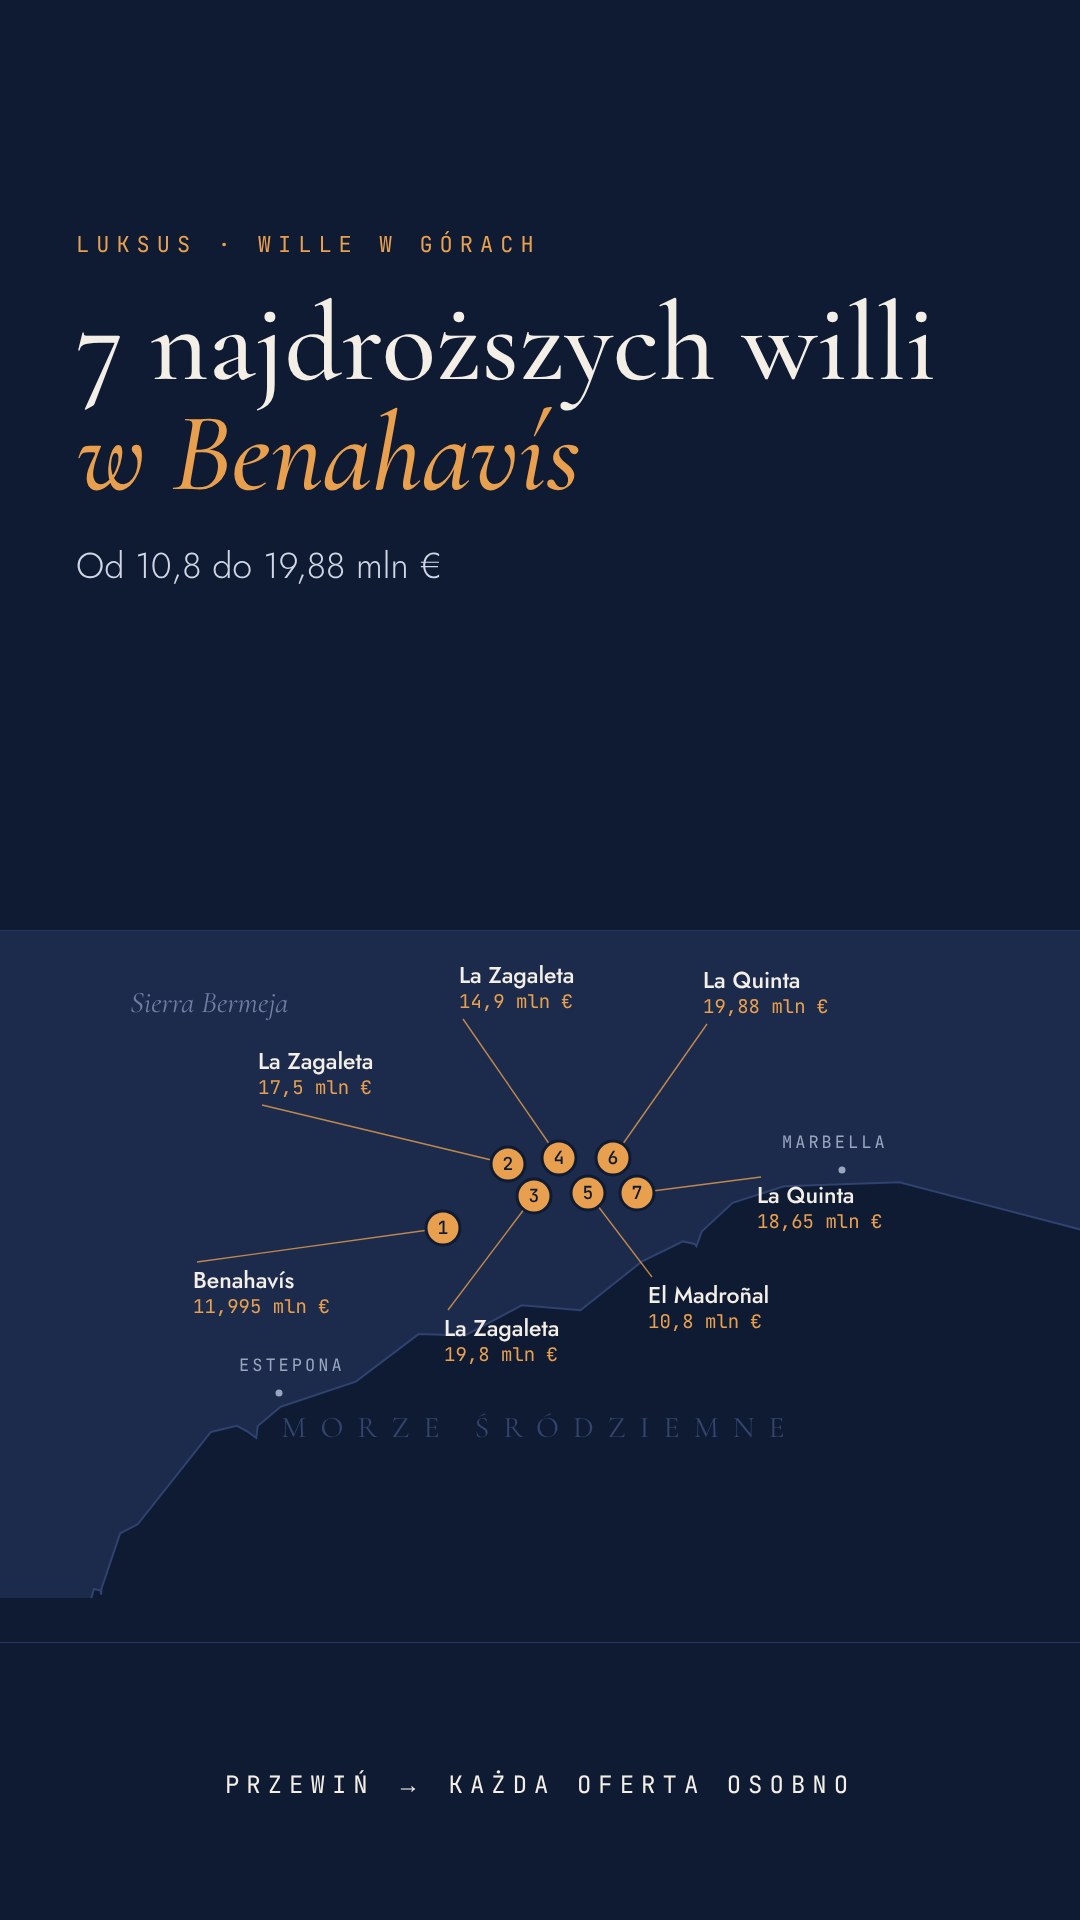 LUKSUS · WILLE W GÓRACH
7 najdroższych willi
w Benahavís
Od 10,8 do 19,88 mln €
Sierra Bermeja
La Zagaleta
14,9 mln €
La Quinta
19,88 mln €
La Zagaleta
17,5 mln €
MARBELLA
2
4
6
3
5
7
1
La Quinta
18,65 mln €
Benahavís
11,995 mln €
El Madroñal
10,8 mln €
La Zagaleta
19,8 mln €
ESTEPONA
MORZE ŚRÓDZIEMNE
PRZEWIŃ → KAŻDA OFERTA OSOBNO